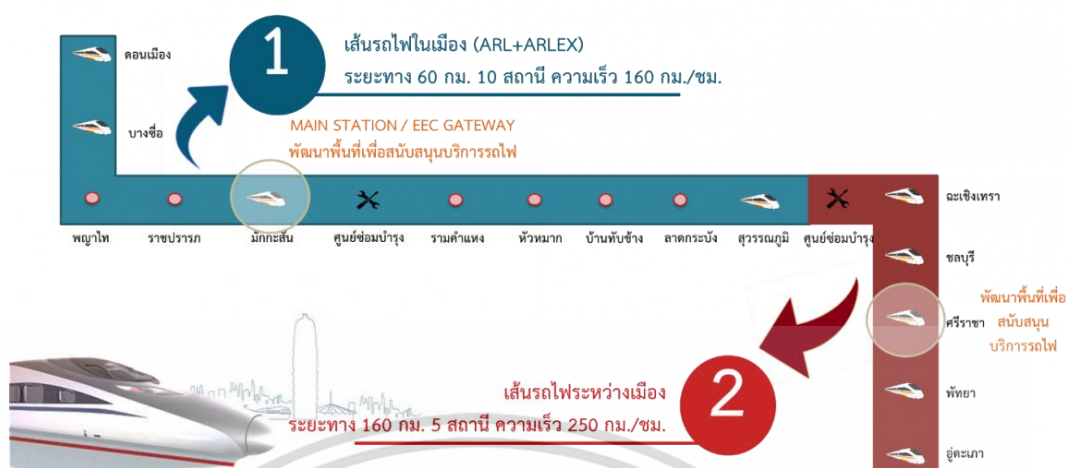 ดอนเมือง
1
เส้นรถไฟในเมือง (ARL+ARLEX)
ระยะทาง 60 กม. 10 สถานี ความเร็ว 160 กม./ชม.
บางซื่อ
MAIN STATION / EEC GATEWAY
พัฒนาพื้นที่เพื่อสนับสนุนบริการรถไฟ
พญาไท
ราชปรารภ
มักกะสัน
ศูนย์ซ่อมบำรุง
รามคำแหง
หัวหมาก
บ้านทับช้าง
ลาดกระบัง
สุวรรณภูมิ
ศูนย์ซ่อมบำรุง
ฉะเชิงเทรา
ชลบุรี
ศรีราชา
พัฒนาพื้นที่เพื่อ
สนับสนุน
บริการรถไฟ
เส้นรถไฟระหว่างเมือง
ระยะทาง 160 กม. 5 สถานี ความเร็ว 250 กม./ชม.
2
พัทยา
อู่ตะเภา